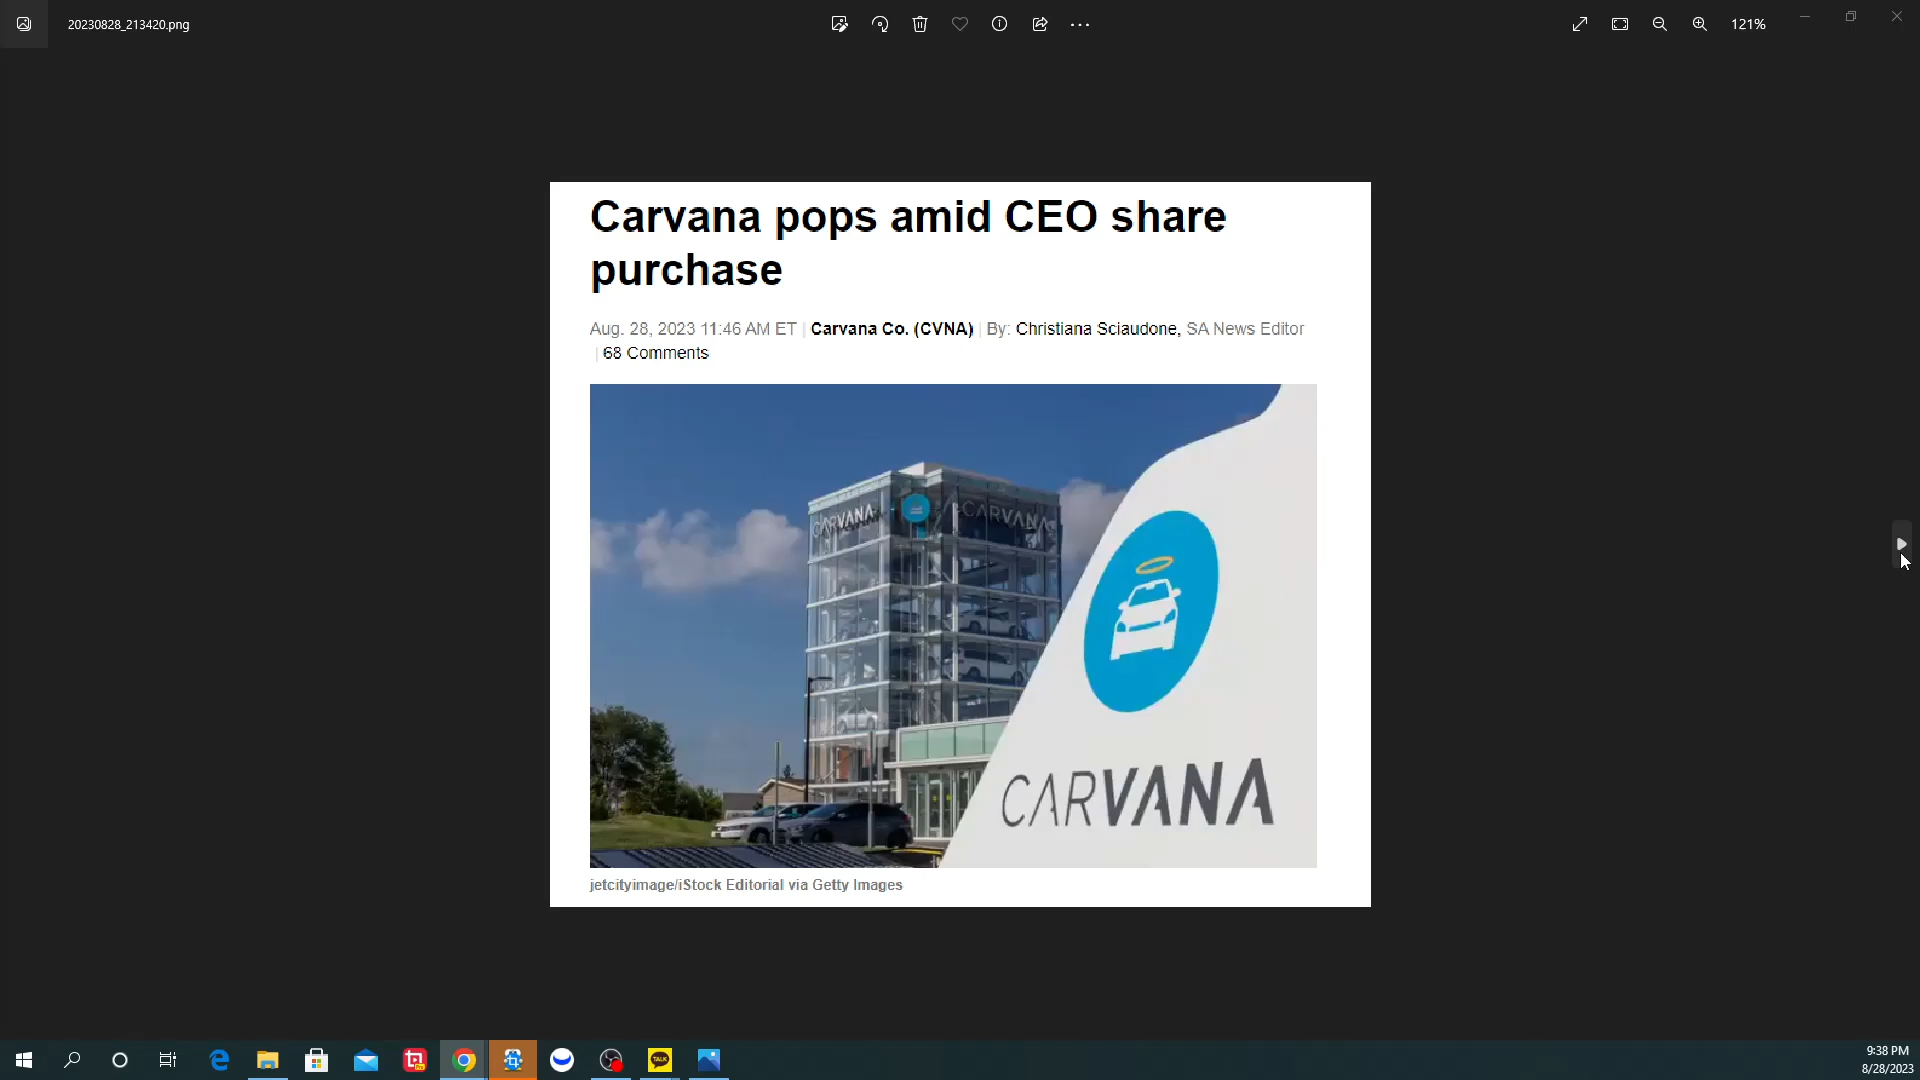 20230828_213420.png
121%
Carvana pops amid CEO share
purchase
Aug. 28, 2023 11:46 AM ET | Carvana Co. (CVNA) | By: Christiana Sciaudone, SA News Editor
| 68 Comments
CARVANA
CARVANA
CARVANA
jetcityimage/iStock Editorial via Getty Images
TALK
9:38 PM
8/28/2023